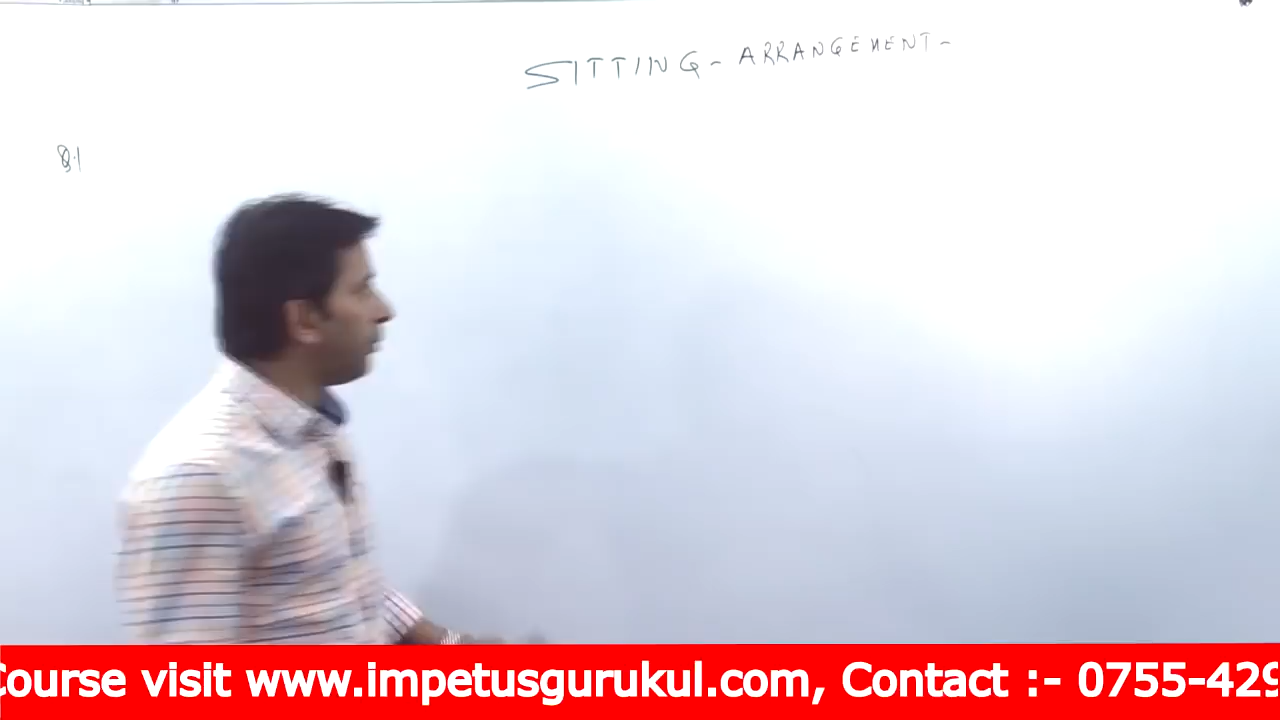 SITTING - ARRANGEMENT -
Q.1
Course visit www.impetusgurukul.com, Contact :- 0755-429